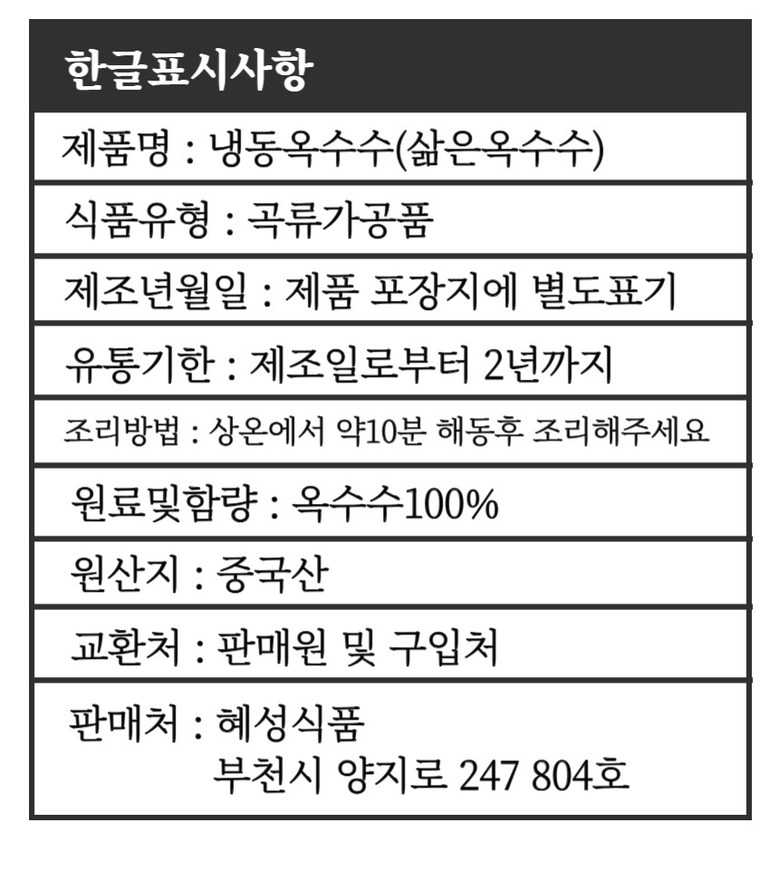 한글표시사항
제품명 : 냉동옥수수(삶은옥수수)
식품유형 : 곡류가공품
제조년월일 : 제품 포장지에 별도표기
유통기한 : 제조일로부터 2년까지
조리방법 : 상온에서 약10분 해동후 조리해주세요
원료및함량 : 옥수수100%
원산지 : 중국산
교환처 : 판매원 및 구입처
판매처 : 혜성식품
부천시 양지로 247 804호